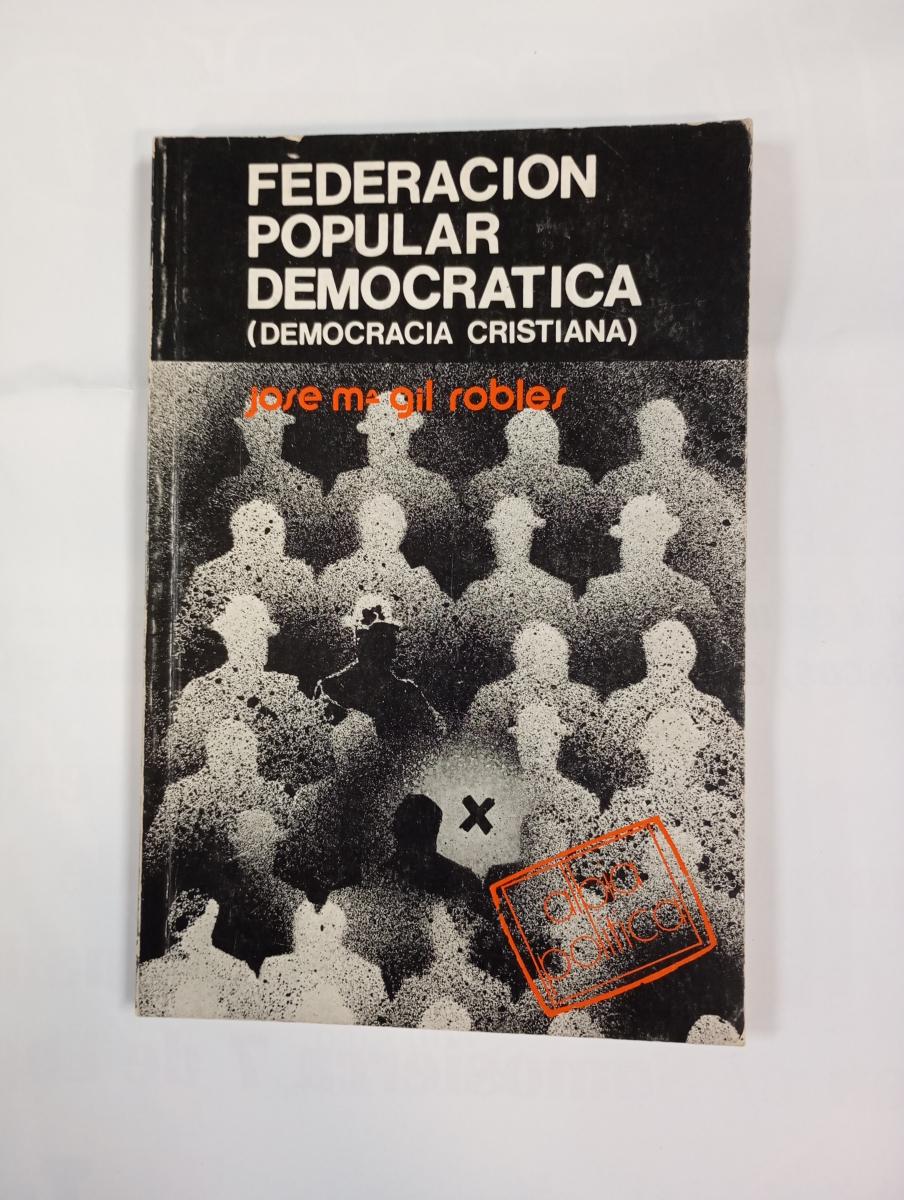 FEDERACION
POPULAR
DEMOCRATICA
(DEMOCRACIA CRISTIANA)
jose mª gil robles
x
albia
política